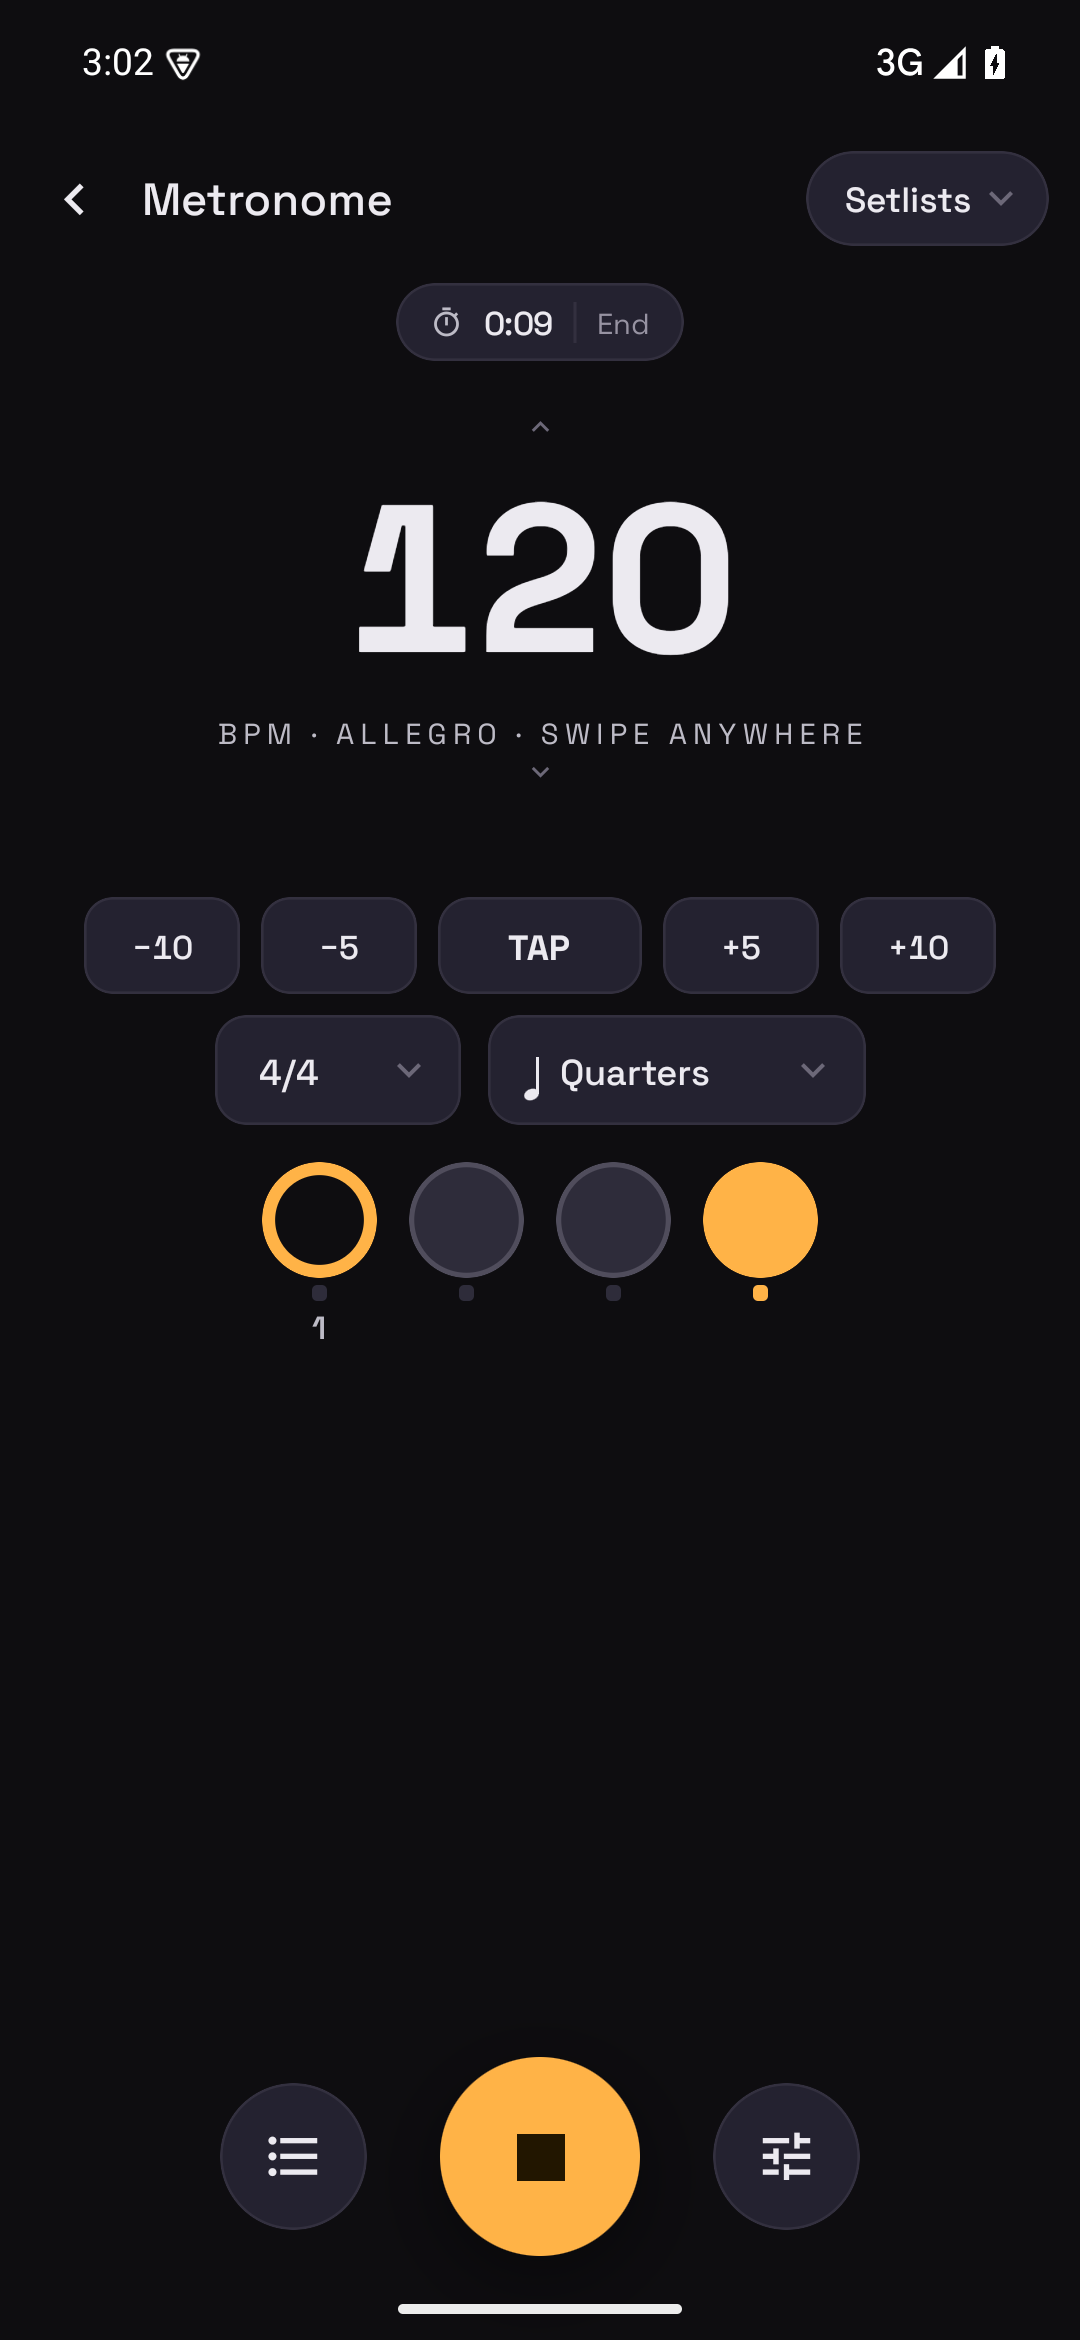 3:02
3G
Metronome
Setlists
0:09 End
120
BPM · ALLEGRO · SWIPE ANYWHERE
−10
−5
TAP
+5
+10
4/4
Quarters
1